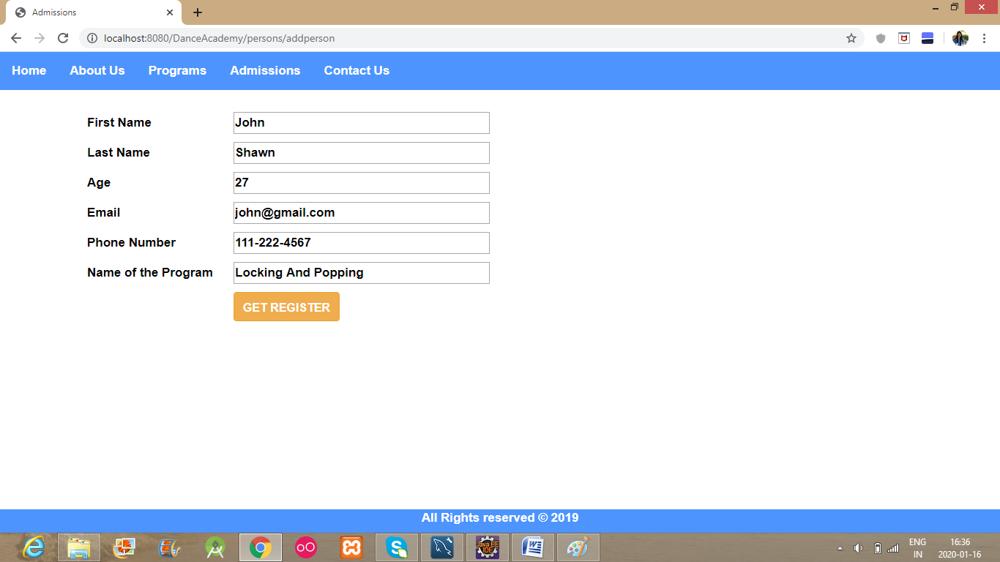 Admissions
localhost:8080/DanceAcademy/persons/addperson
Home About Us Programs Admissions Contact Us
First Name John
Last Name Shawn
Age 27
Email john@gmail.com
Phone Number 111-222-4567
Name of the Program Locking And Popping
GET REGISTER
All Rights reserved © 2019
Java EE IDE
ENG 16:36
IN 2020-01-16